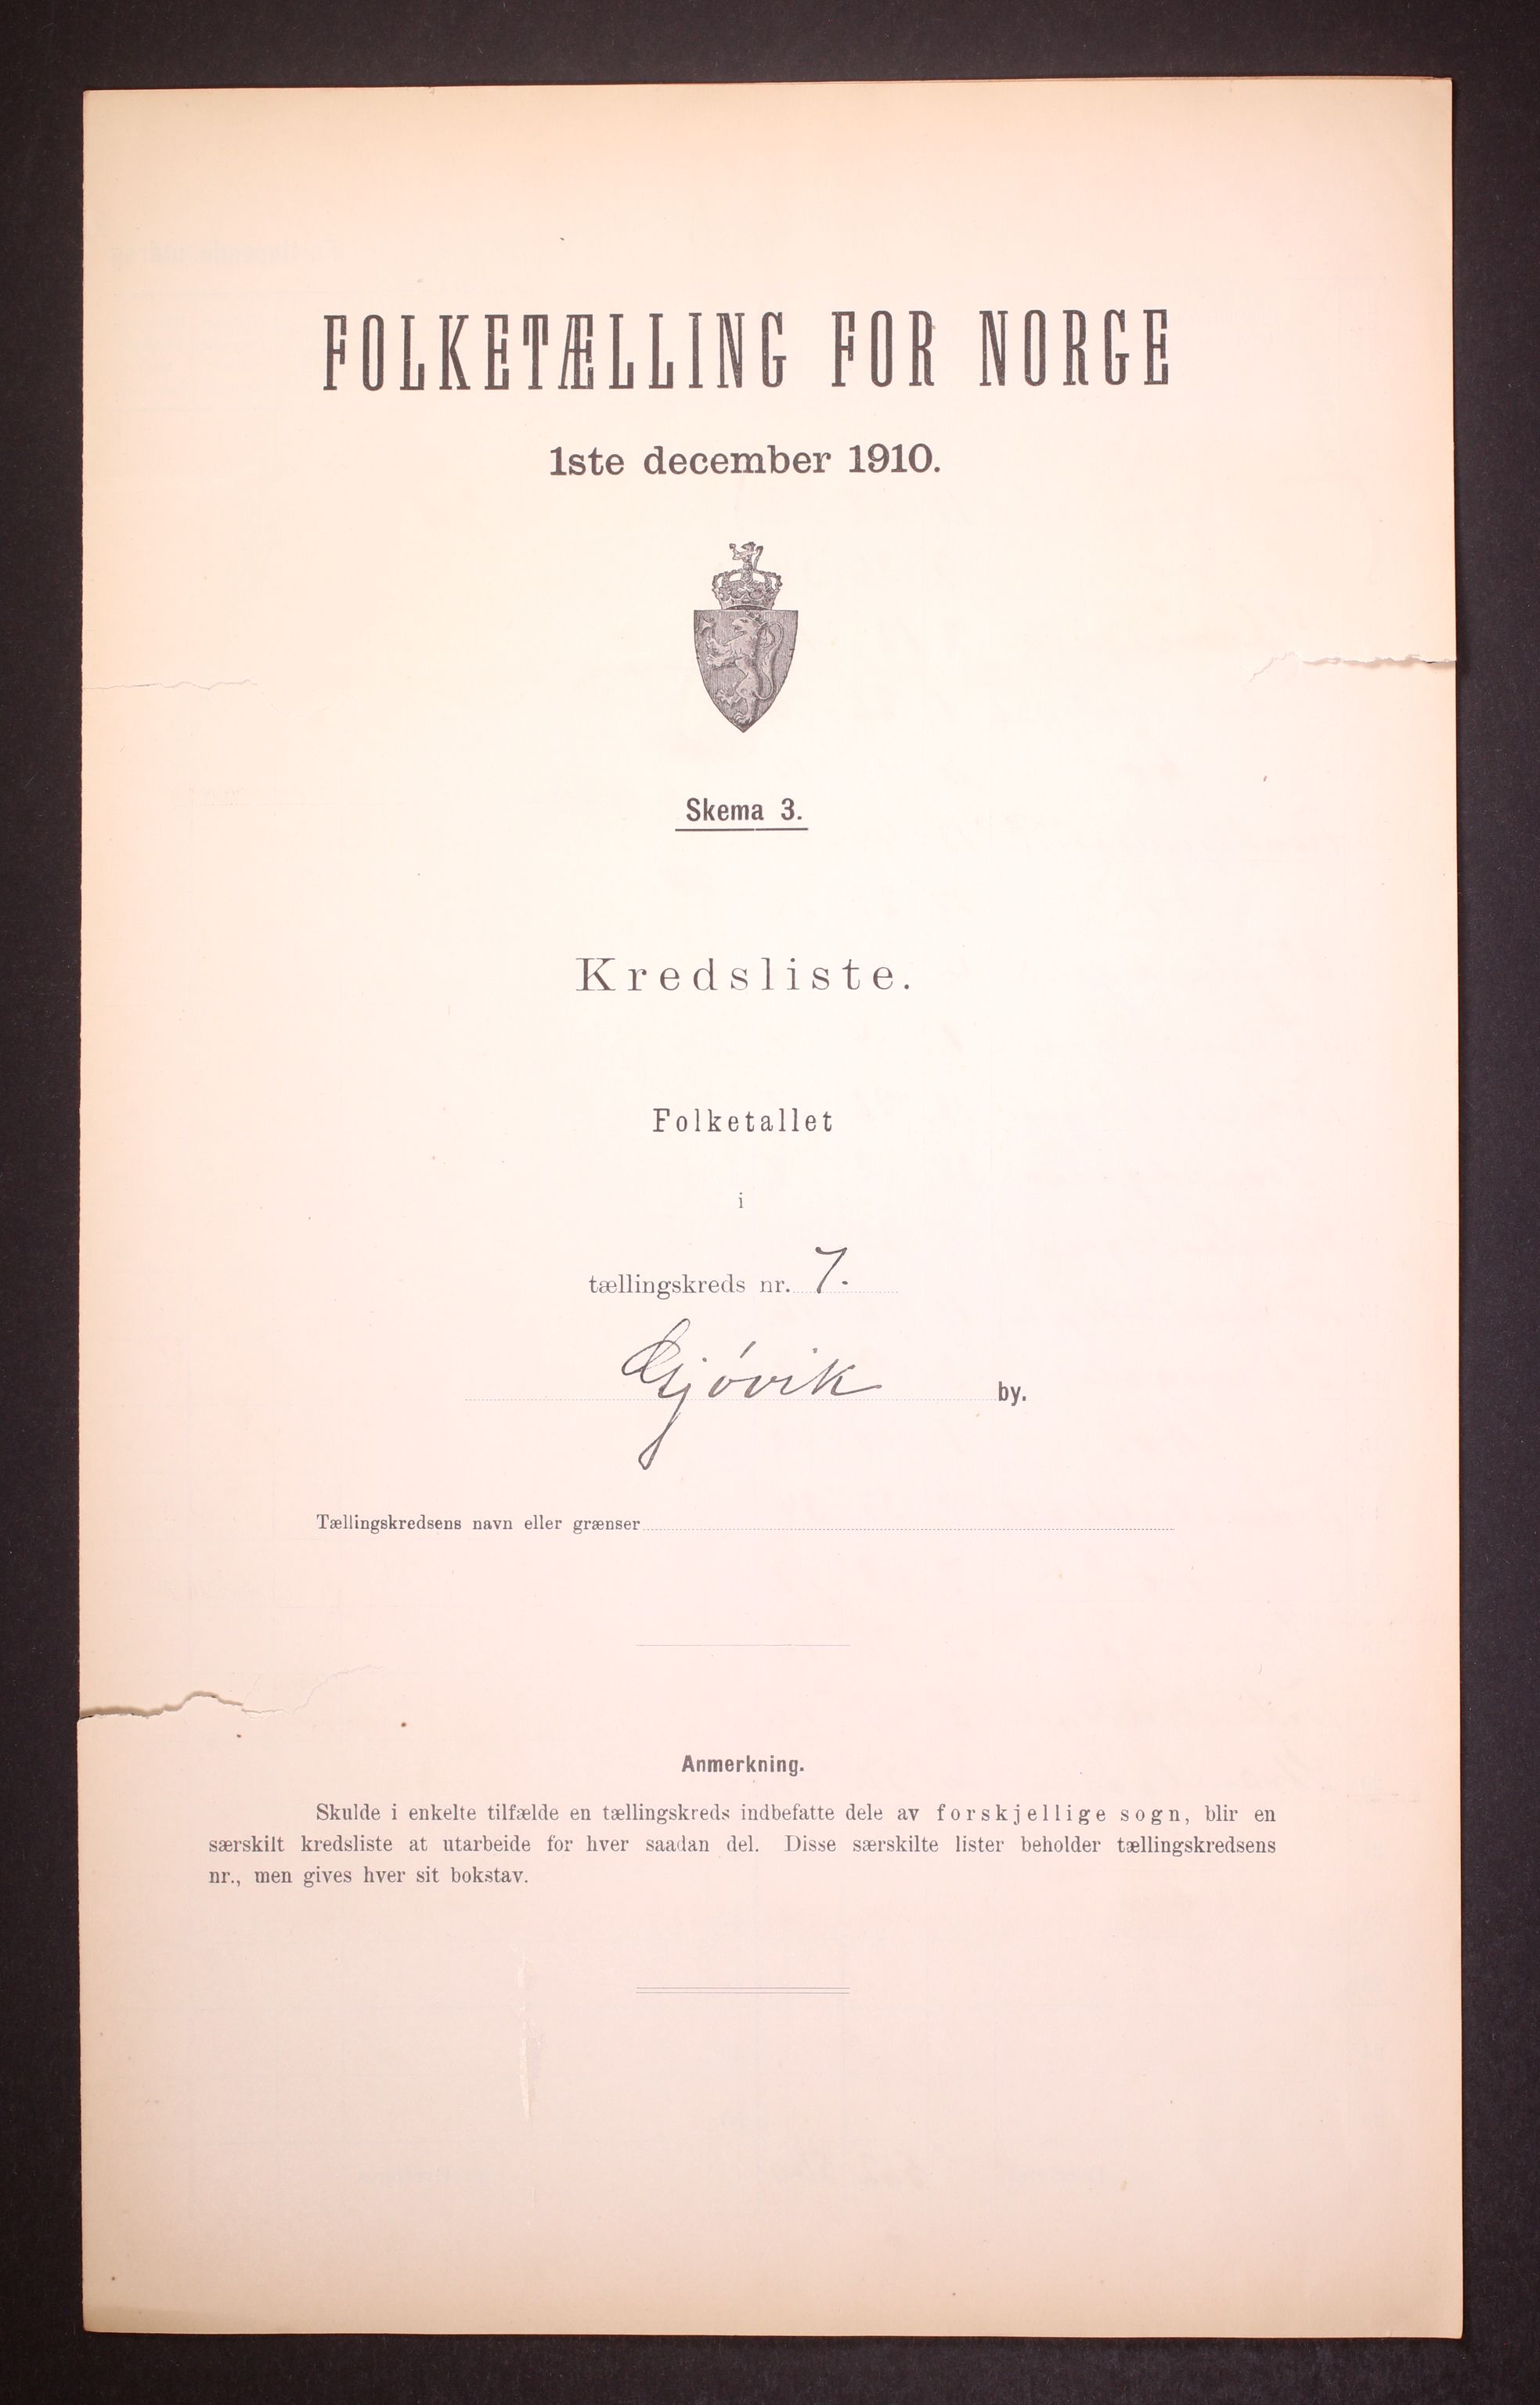 FOLKETÆLLING FOR NORGE
1ste december 1910.
Skema 3.
Kredsliste.
Folketallet
i
tællingskreds nr. 7.
Gjóvik by.
Tællingskredsens navn eller grænser
Anmerkning.
Skulde i enkelte tilfælde en tællingskreds indbefatte dele av forskjellige sogn, blir en
særskilt kredsliste at utarbeide for hver saadan del. Disse særskilte lister beholder tællingskredsens
nr., men gives hver sit bokstav.